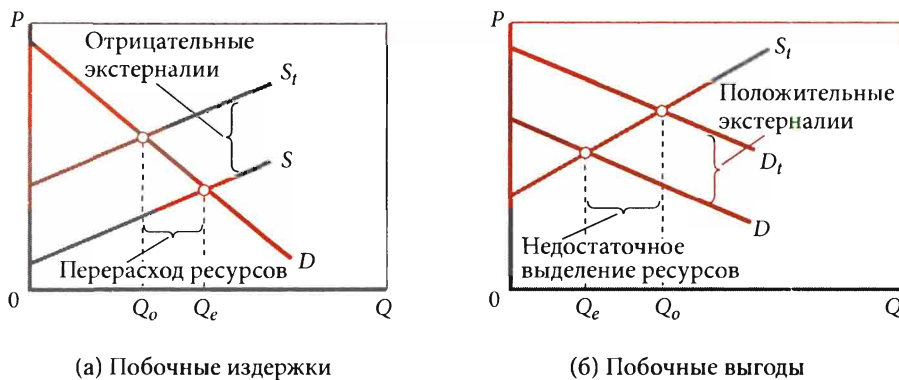 P
Отрицательные
экстерналии
S_t
S
Перерасход ресурсов
D
0
Q_o
Q_e
Q
(а) Побочные издержки
P
S_t
Положительные
экстерналии
D_t
D
Недостаточное
выделение ресурсов
0
Q_e
Q_o
Q
(б) Побочные выгоды